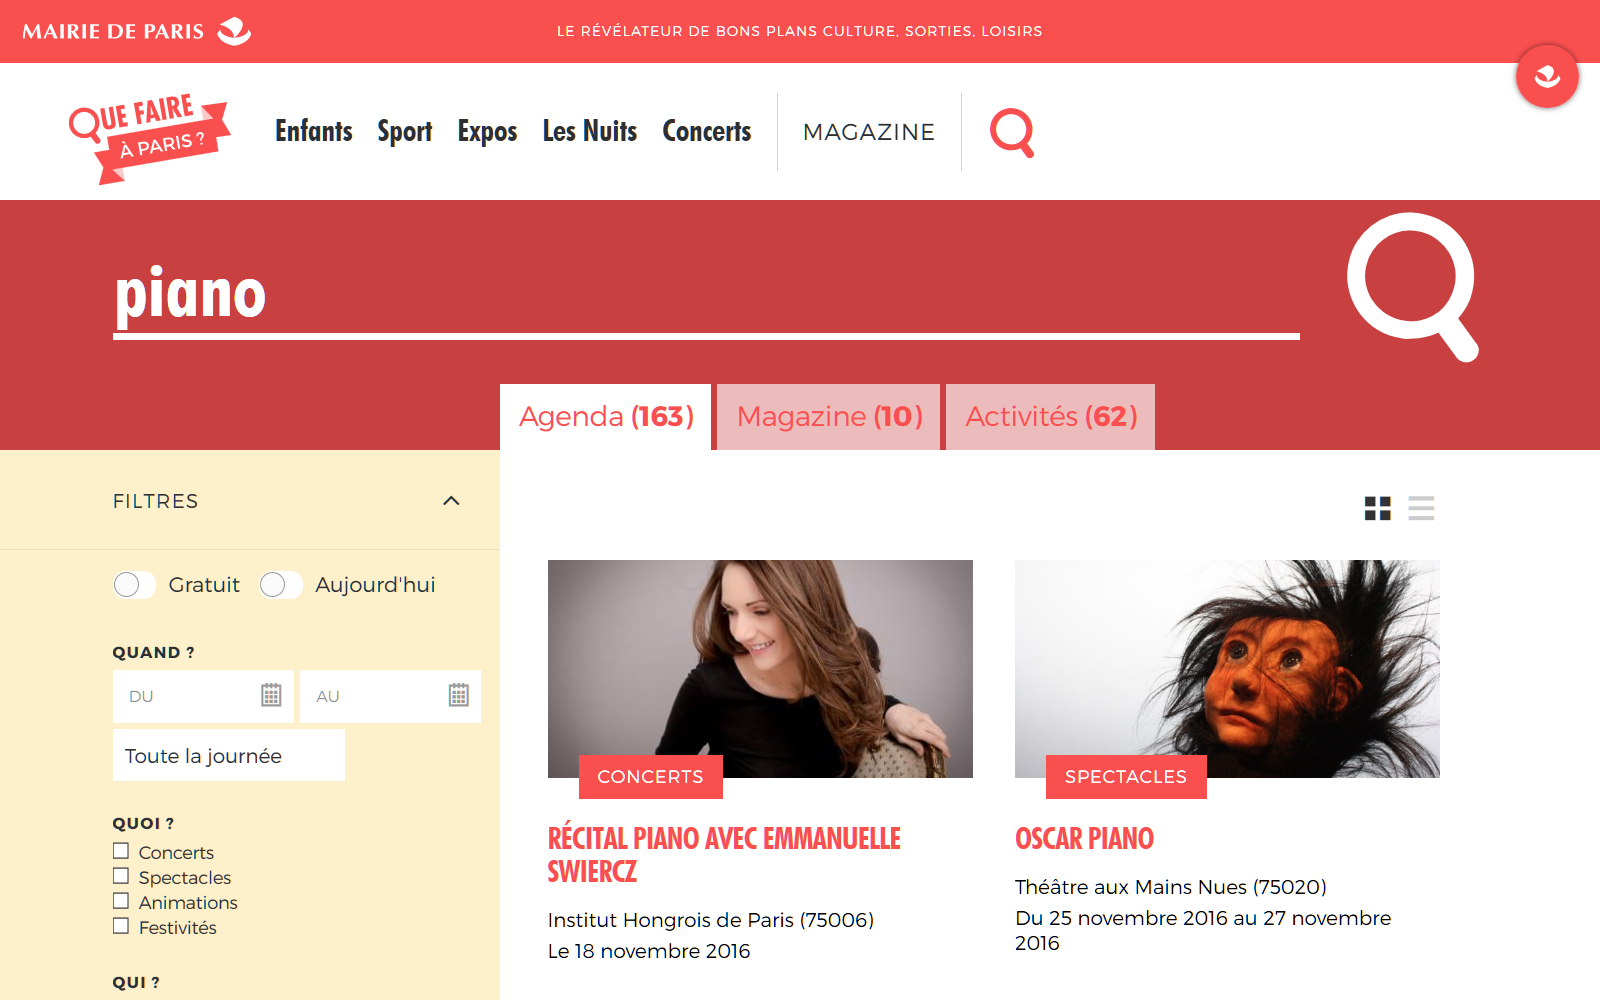 MAIRIE DE PARIS
LE RÉVÉLATEUR DE BONS PLANS CULTURE, SORTIES, LOISIRS
QUE FAIRE
À PARIS ?
Enfants Sport Expos Les Nuits Concerts MAGAZINE
piano
Agenda (163) Magazine (10) Activités (62)
FILTRES
Gratuit Aujourd'hui
QUAND ?
DU AU
Toute la journée
QUOI ?
Concerts
Spectacles
Animations
Festivités
QUI ?
CONCERTS
RÉCITAL PIANO AVEC EMMANUELLE
SWIERCZ
Institut Hongrois de Paris (75006)
Le 18 novembre 2016
SPECTACLES
OSCAR PIANO
Théâtre aux Mains Nues (75020)
Du 25 novembre 2016 au 27 novembre
2016